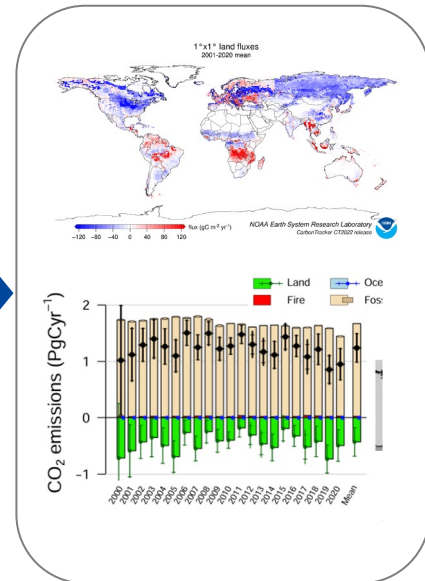 1°x1° land fluxes
2001-2020 mean
flux (gC m⁻² yr⁻¹)
−120 −80 −40 0 40 80 120
NOAA Earth System Research Laboratory
CarbonTracker CT2022 release
Land
Oce
Fire
Fos
CO₂ emissions (PgCyr⁻¹)
2
1
0
−1
2000 2001 2002 2003 2004 2005 2006 2007 2008 2009 2010 2011 2012 2013 2014 2015 2016 2017 2018 2019 2020 Mean